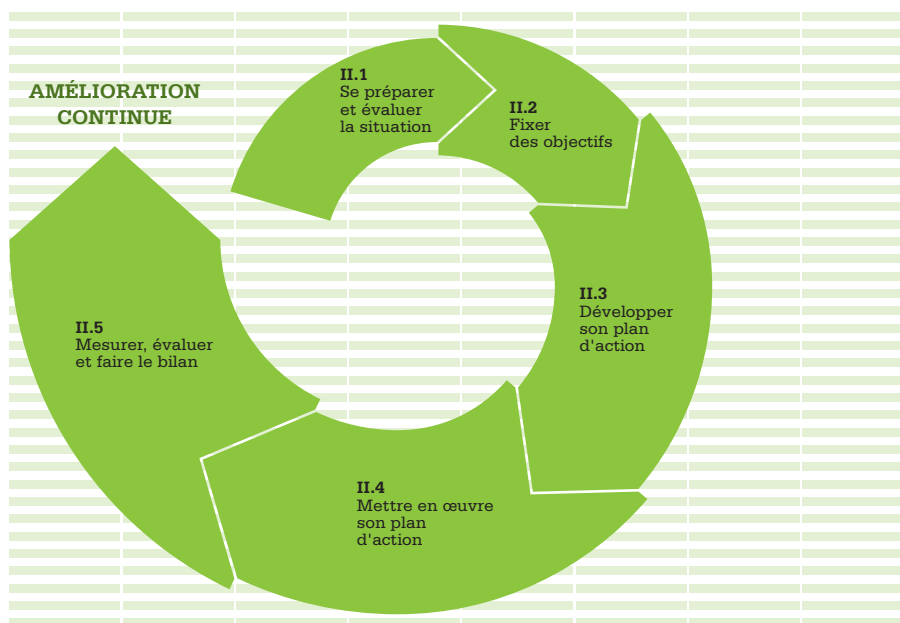 AMÉLIORATION
CONTINUE
II.1
Se préparer
et évaluer
la situation
II.2
Fixer
des objectifs
II.3
Développer
son plan
d'action
II.4
Mettre en œuvre
son plan
d'action
II.5
Mesurer, évaluer
et faire le bilan